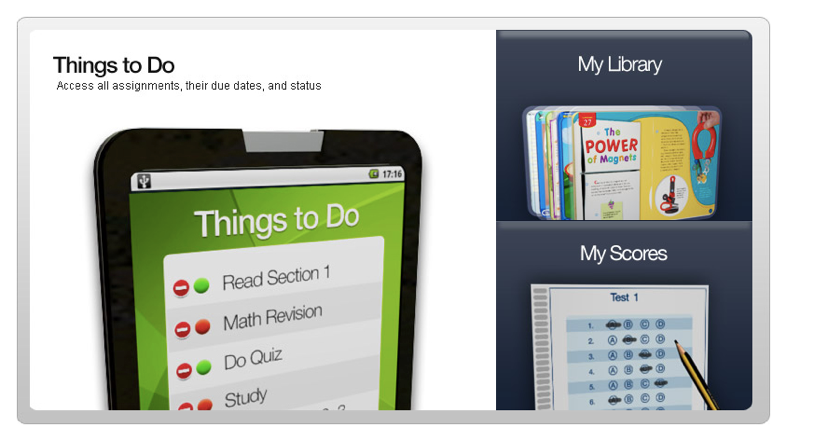 Things to Do
Access all assignments, their due dates, and status
17:16
Things to Do
Read Section 1
Math Revision
Do Quiz
Study
My Library
27
The
POWER
of Magnets
My Scores
Test 1
1. B C D
2. A C D
3. A B D
4. A B D
5. A B C
6. B C D